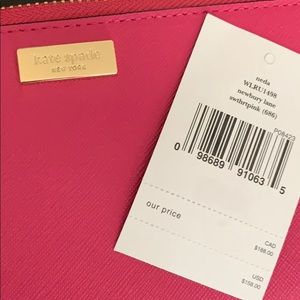 kate spade
NEW YORK
neda
WLRU1498
newbury lane
swthrtpink (686)
P08423
0 98689 91063 5
our price
CAD
$188.00
USD
$158.00